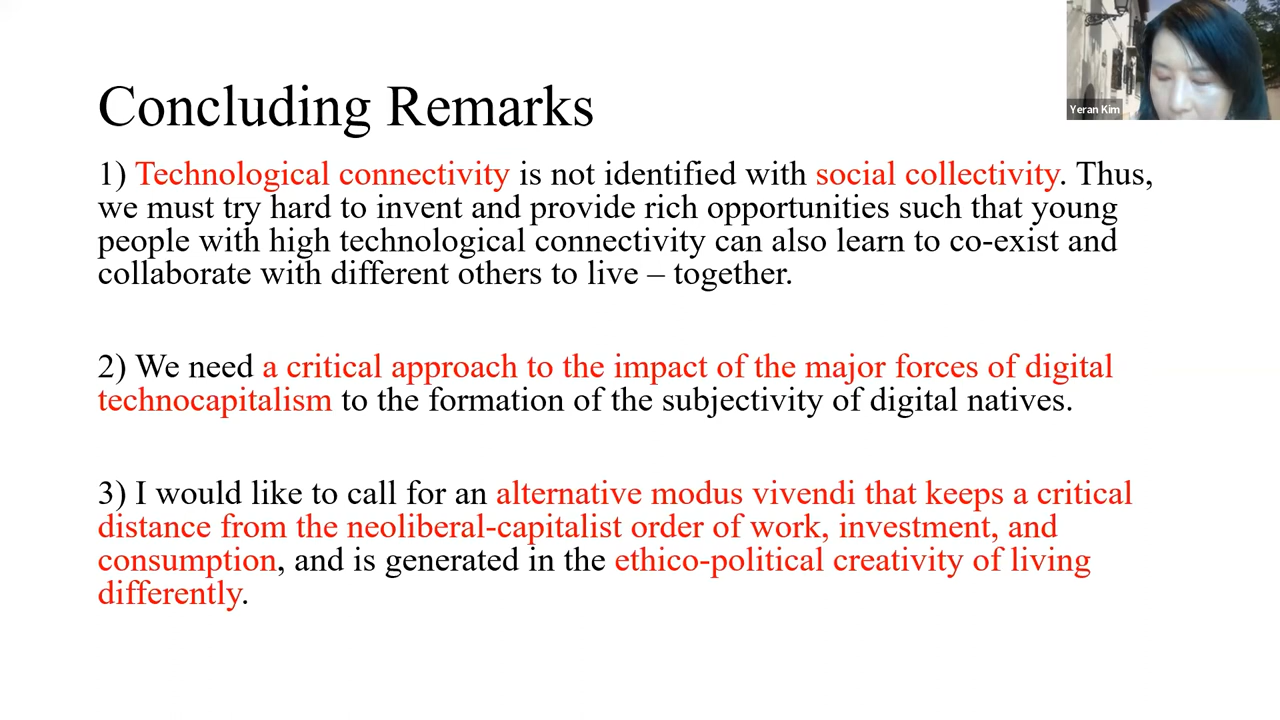 Yeran Kim
Concluding Remarks
1) Technological connectivity is not identified with social collectivity. Thus,
we must try hard to invent and provide rich opportunities such that young
people with high technological connectivity can also learn to co-exist and
collaborate with different others to live – together.
2) We need a critical approach to the impact of the major forces of digital
technocapitalism to the formation of the subjectivity of digital natives.
3) I would like to call for an alternative modus vivendi that keeps a critical
distance from the neoliberal-capitalist order of work, investment, and
consumption, and is generated in the ethico-political creativity of living
differently.